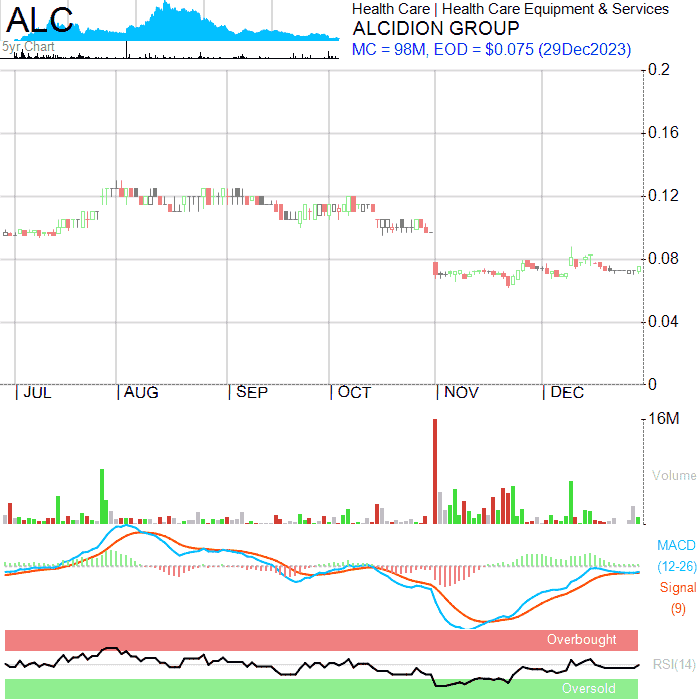 ALC
5yr Chart
Health Care | Health Care Equipment & Services
ALCIDION GROUP
MC = 98M, EOD = $0.075 (29Dec2023)
0.2
0.16
0.12
0.08
0.04
0
JUL
AUG
SEP
OCT
NOV
DEC
16M
Volume
MACD
(12-26)
Signal
(9)
Overbought
RSI(14)
Oversold